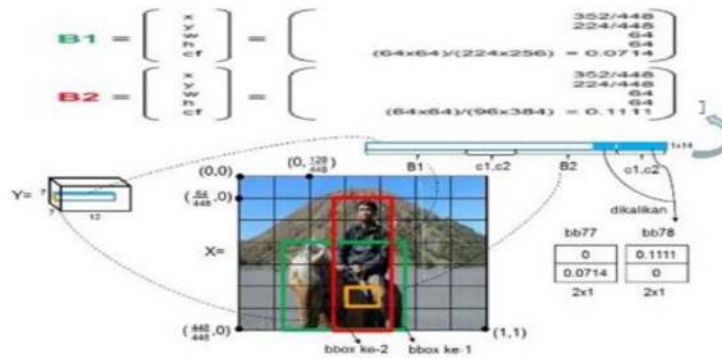 B1 = ( x y w h cf ) = ( 352/448 224/448 64 64 (64x64)/(224x256) = 0.0714 )
B2 = ( x y w h cf ) = ( 352/448 224/448 64 64 (64x64)/(96x384) = 0.1111 ) ]
1x14
B1 c1,c2 B2 c1,c2
(0,0) (0, 128/448)
(64/448 ,0)
Y= 7 7 12
dikalikan
X=
bb77 bb78
0 0.1111
0.0714 0
2x1 2x1
(448/448 ,0) (1,1)
bbox ke-2 bbox ke-1